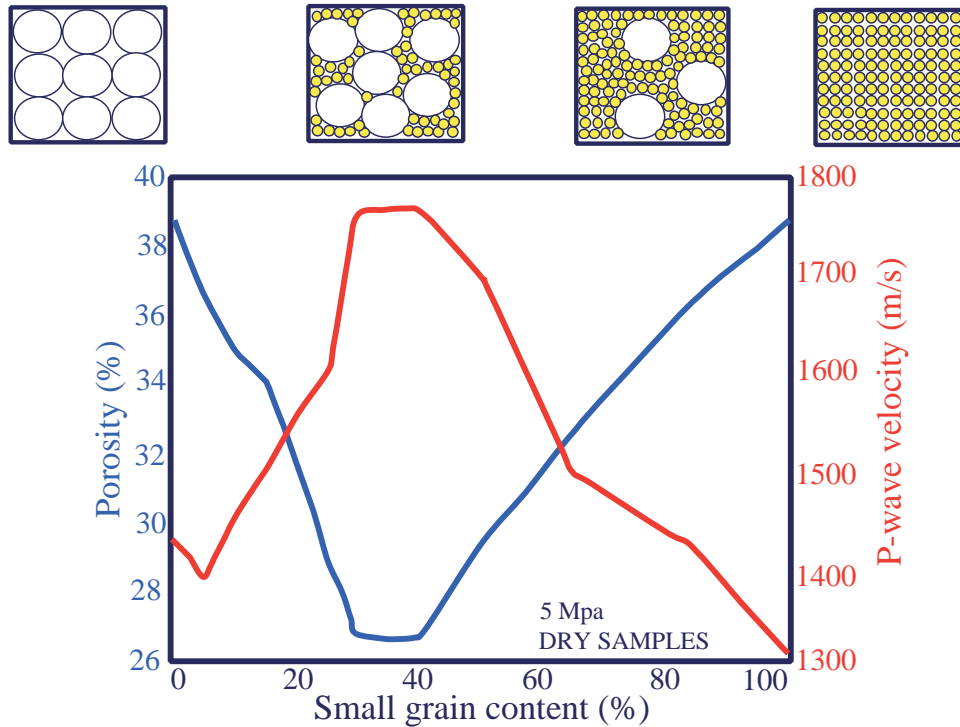 40
38
36
34
32
30
28
26
Porosity (%)
1800
1700
1600
1500
1400
1300
P-wave velocity (m/s)
5 Mpa
DRY SAMPLES
0 20 40 60 80 100
Small grain content (%)